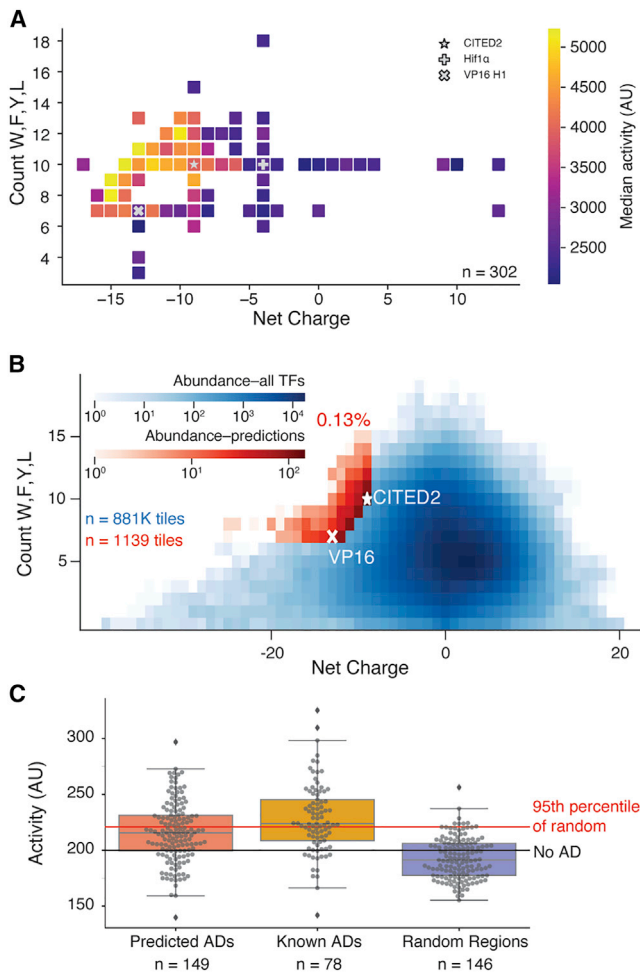 A
Count W,F,Y,L
18
16
14
12
10
8
6
4
CITED2
Hif1α
VP16 H1
n = 302
−15
−10
−5
0
5
10
Net Charge
5000
4500
4000
3500
3000
2500
Median activity (AU)
B
Abundance–all TFs
10⁰ 10¹ 10² 10³ 10⁴
Abundance–predictions
10⁰ 10¹ 10²
0.13%
Count W,F,Y,L
15
10
5
CITED2
VP16
n = 881K tiles
n = 1139 tiles
-20
0
20
Net Charge
C
Activity (AU)
300
250
200
150
95th percentile
of random
No AD
Predicted ADs
n = 149
Known ADs
n = 78
Random Regions
n = 146